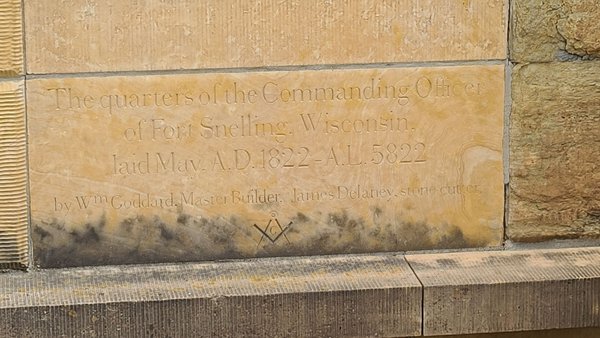 The quarters of the Commanding Officer
of Fort Snelling, Wisconsin,
laid May, A.D. 1822-A.L. 5822
by Wm Goddard, Master Builder, James Delaney, stone cutter